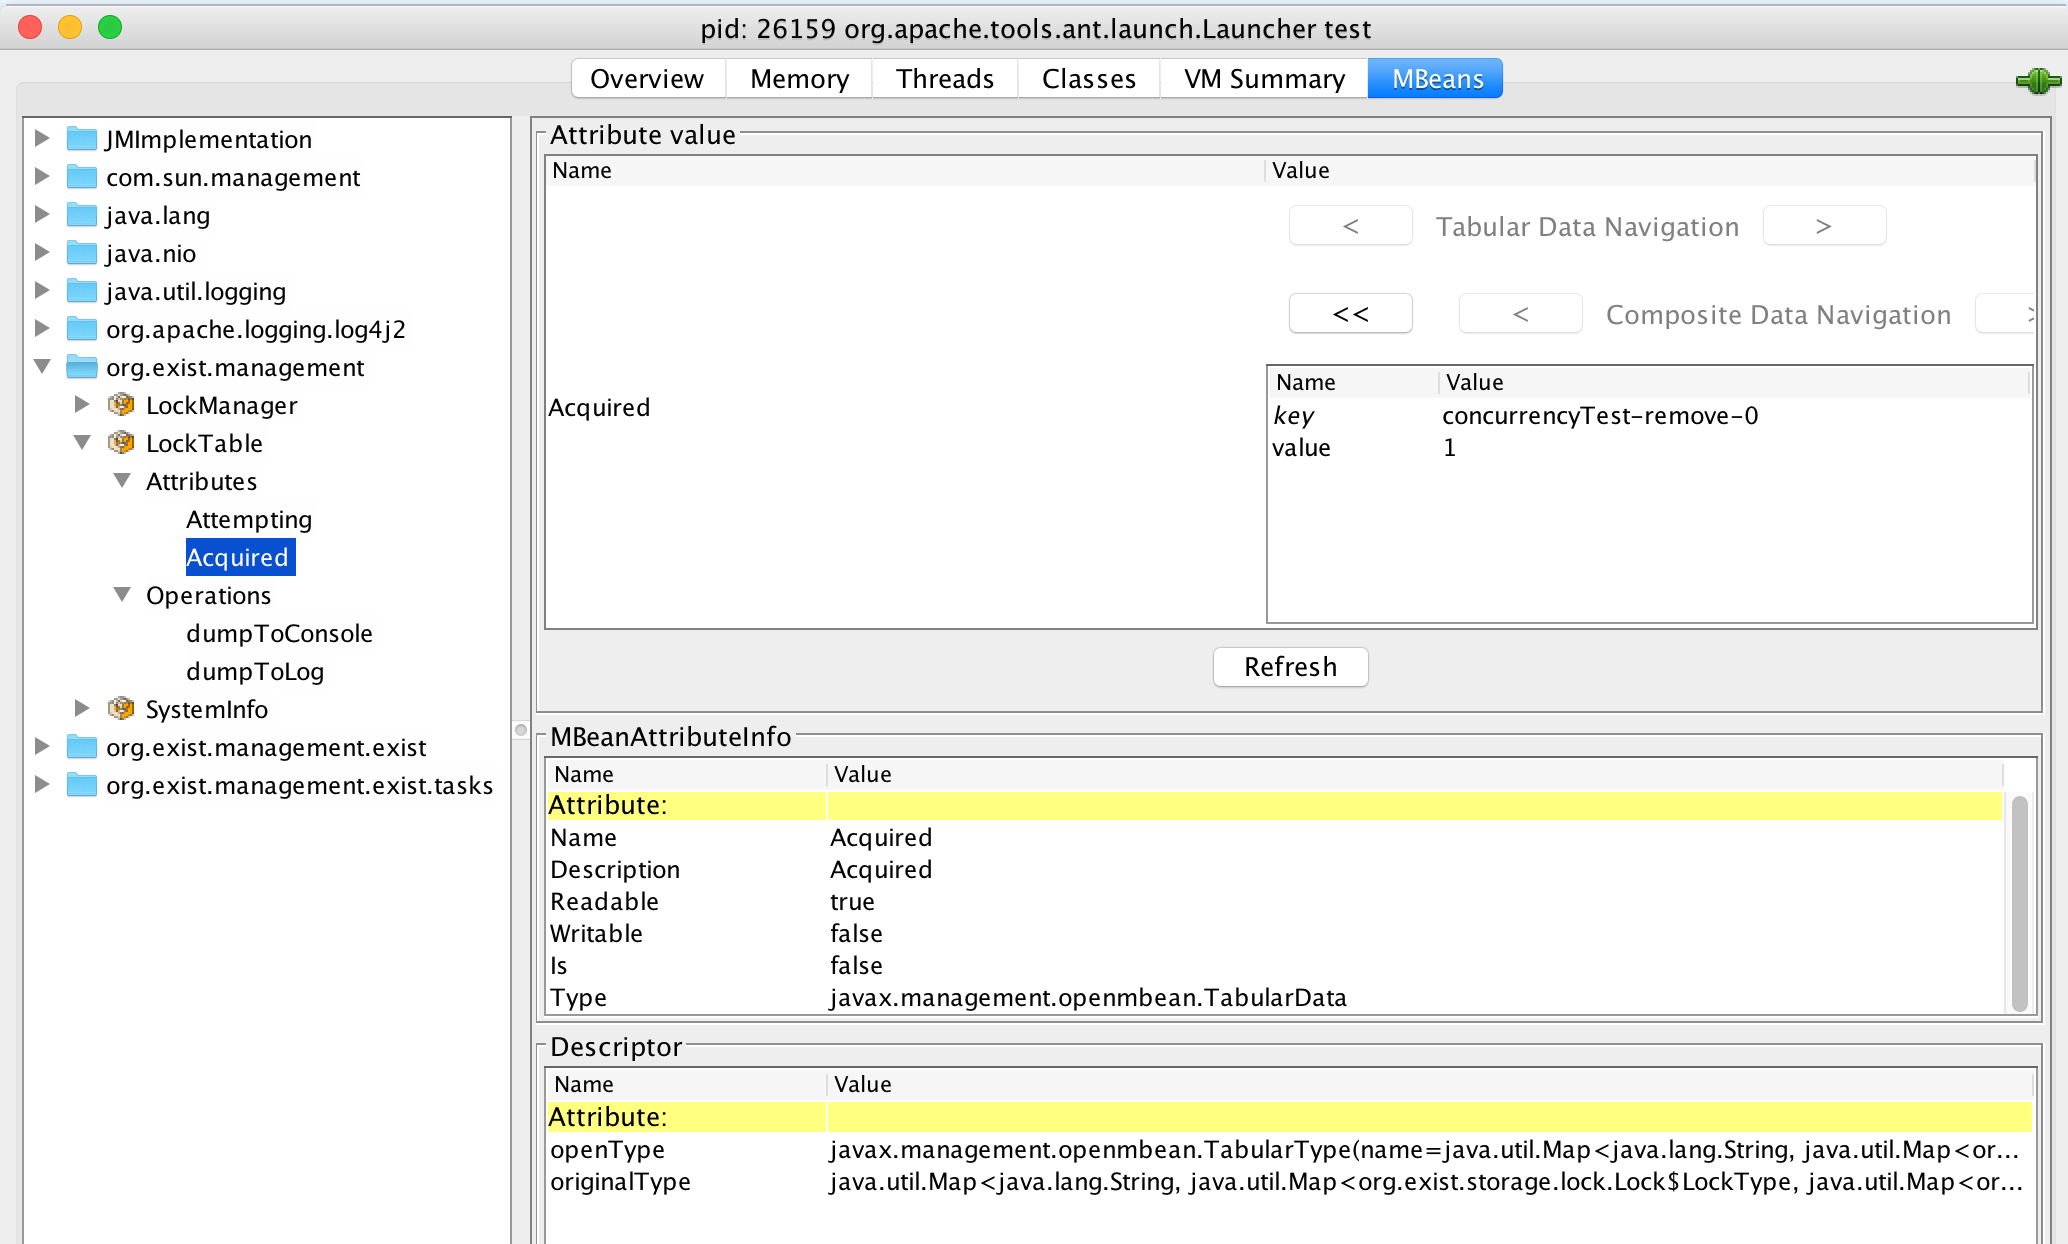 pid: 26159 org.apache.tools.ant.launch.Launcher test
Overview Memory Threads Classes VM Summary MBeans
JMImplementation
com.sun.management
java.lang
java.nio
java.util.logging
org.apache.logging.log4j2
org.exist.management
LockManager
LockTable
Attributes
Attempting
Acquired
Operations
dumpToConsole
dumpToLog
SystemInfo
org.exist.management.exist
org.exist.management.exist.tasks
Attribute value
Name Value
< Tabular Data Navigation >
<< < Composite Data Navigation >
Acquired
Name Value
key concurrencyTest-remove-0
value 1
Refresh
MBeanAttributeInfo
Name Value
Attribute:
Name Acquired
Description Acquired
Readable true
Writable false
Is false
Type javax.management.openmbean.TabularData
Descriptor
Name Value
Attribute:
openType javax.management.openmbean.TabularType(name=java.util.Map<java.lang.String, java.util.Map<or...
originalType java.util.Map<java.lang.String, java.util.Map<org.exist.storage.lock.Lock$LockType, java.util.Map<or...